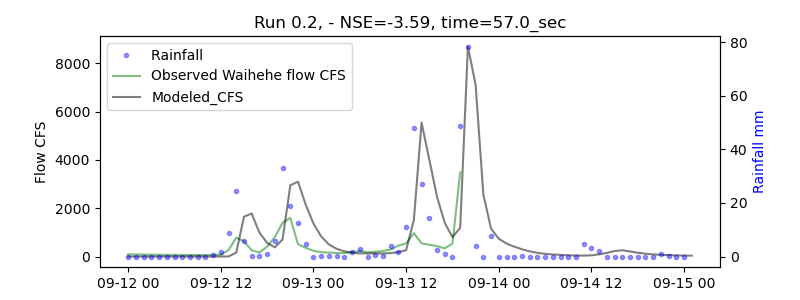 Run 0.2, - NSE=-3.59, time=57.0_sec
Rainfall
Observed Waihehe flow CFS
Modeled_CFS
Flow CFS
8000
6000
4000
2000
0
80
60
40
20
0
Rainfall mm
09-12 00
09-12 12
09-13 00
09-13 12
09-14 00
09-14 12
09-15 00